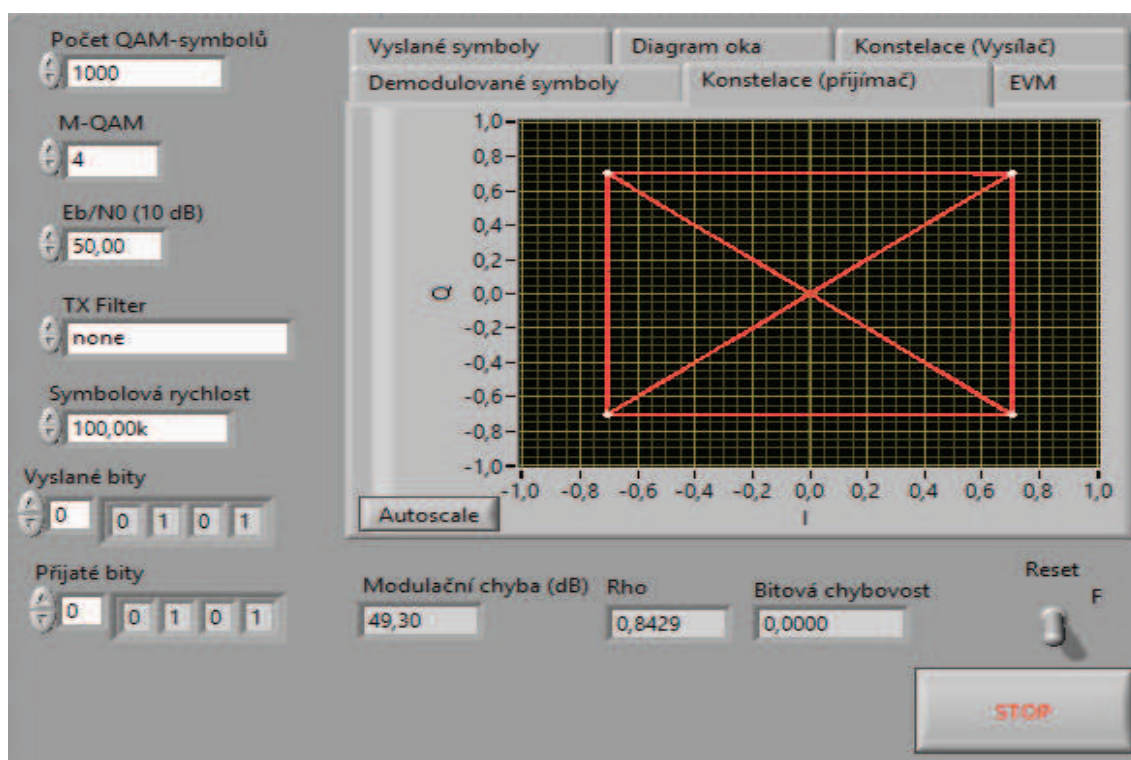 Počet QAM-symbolů
1000
M-QAM
4
Eb/N0 (10 dB)
50,00
TX Filter
none
Symbolová rychlost
100,00k
Vyslané bity
0 0 1 0 1
Přijaté bity
0 0 1 0 1
Vyslané symboly Diagram oka Konstelace (Vysílač)
Demodulované symboly Konstelace (přijímač) EVM
1,0
0,8
0,6
0,4
0,2
Q 0,0
-0,2
-0,4
-0,6
-0,8
-1,0
-1,0 -0,8 -0,6 -0,4 -0,2 0,0 0,2 0,4 0,6 0,8 1,0
I
Autoscale
Modulační chyba (dB) Rho Bitová chybovost
49,30 0,8429 0,0000
Reset
F
STOP